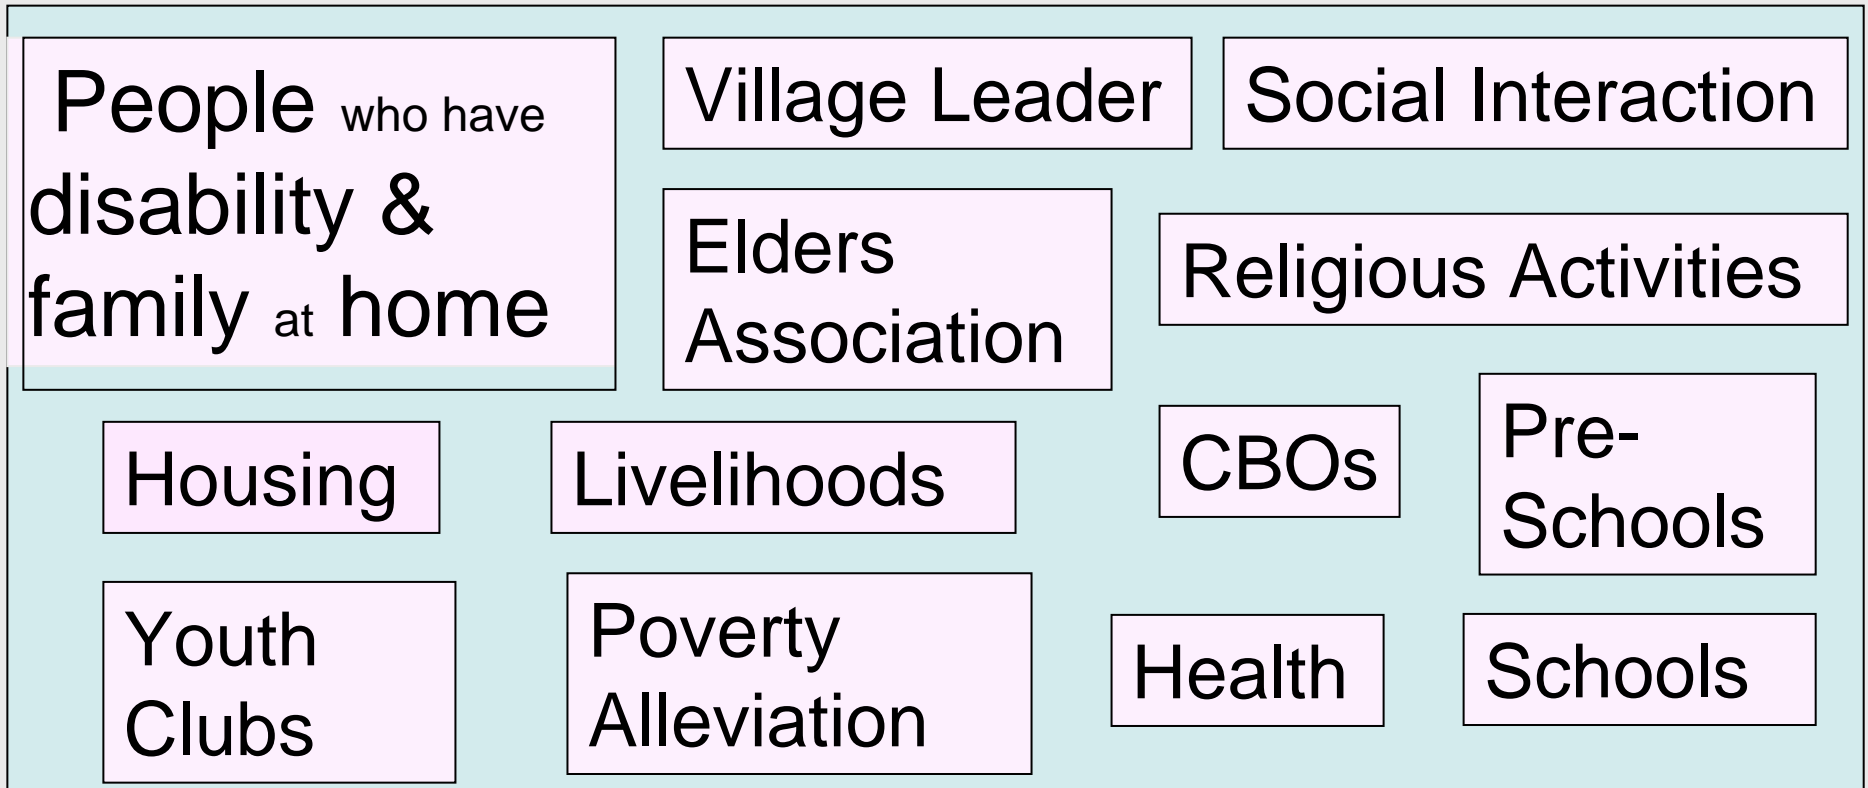 People who have
disability &
family at home
Village Leader
Social Interaction
Elders
Association
Religious Activities
Housing
Livelihoods
CBOs
Pre-
Schools
Youth
Clubs
Poverty
Alleviation
Health
Schools